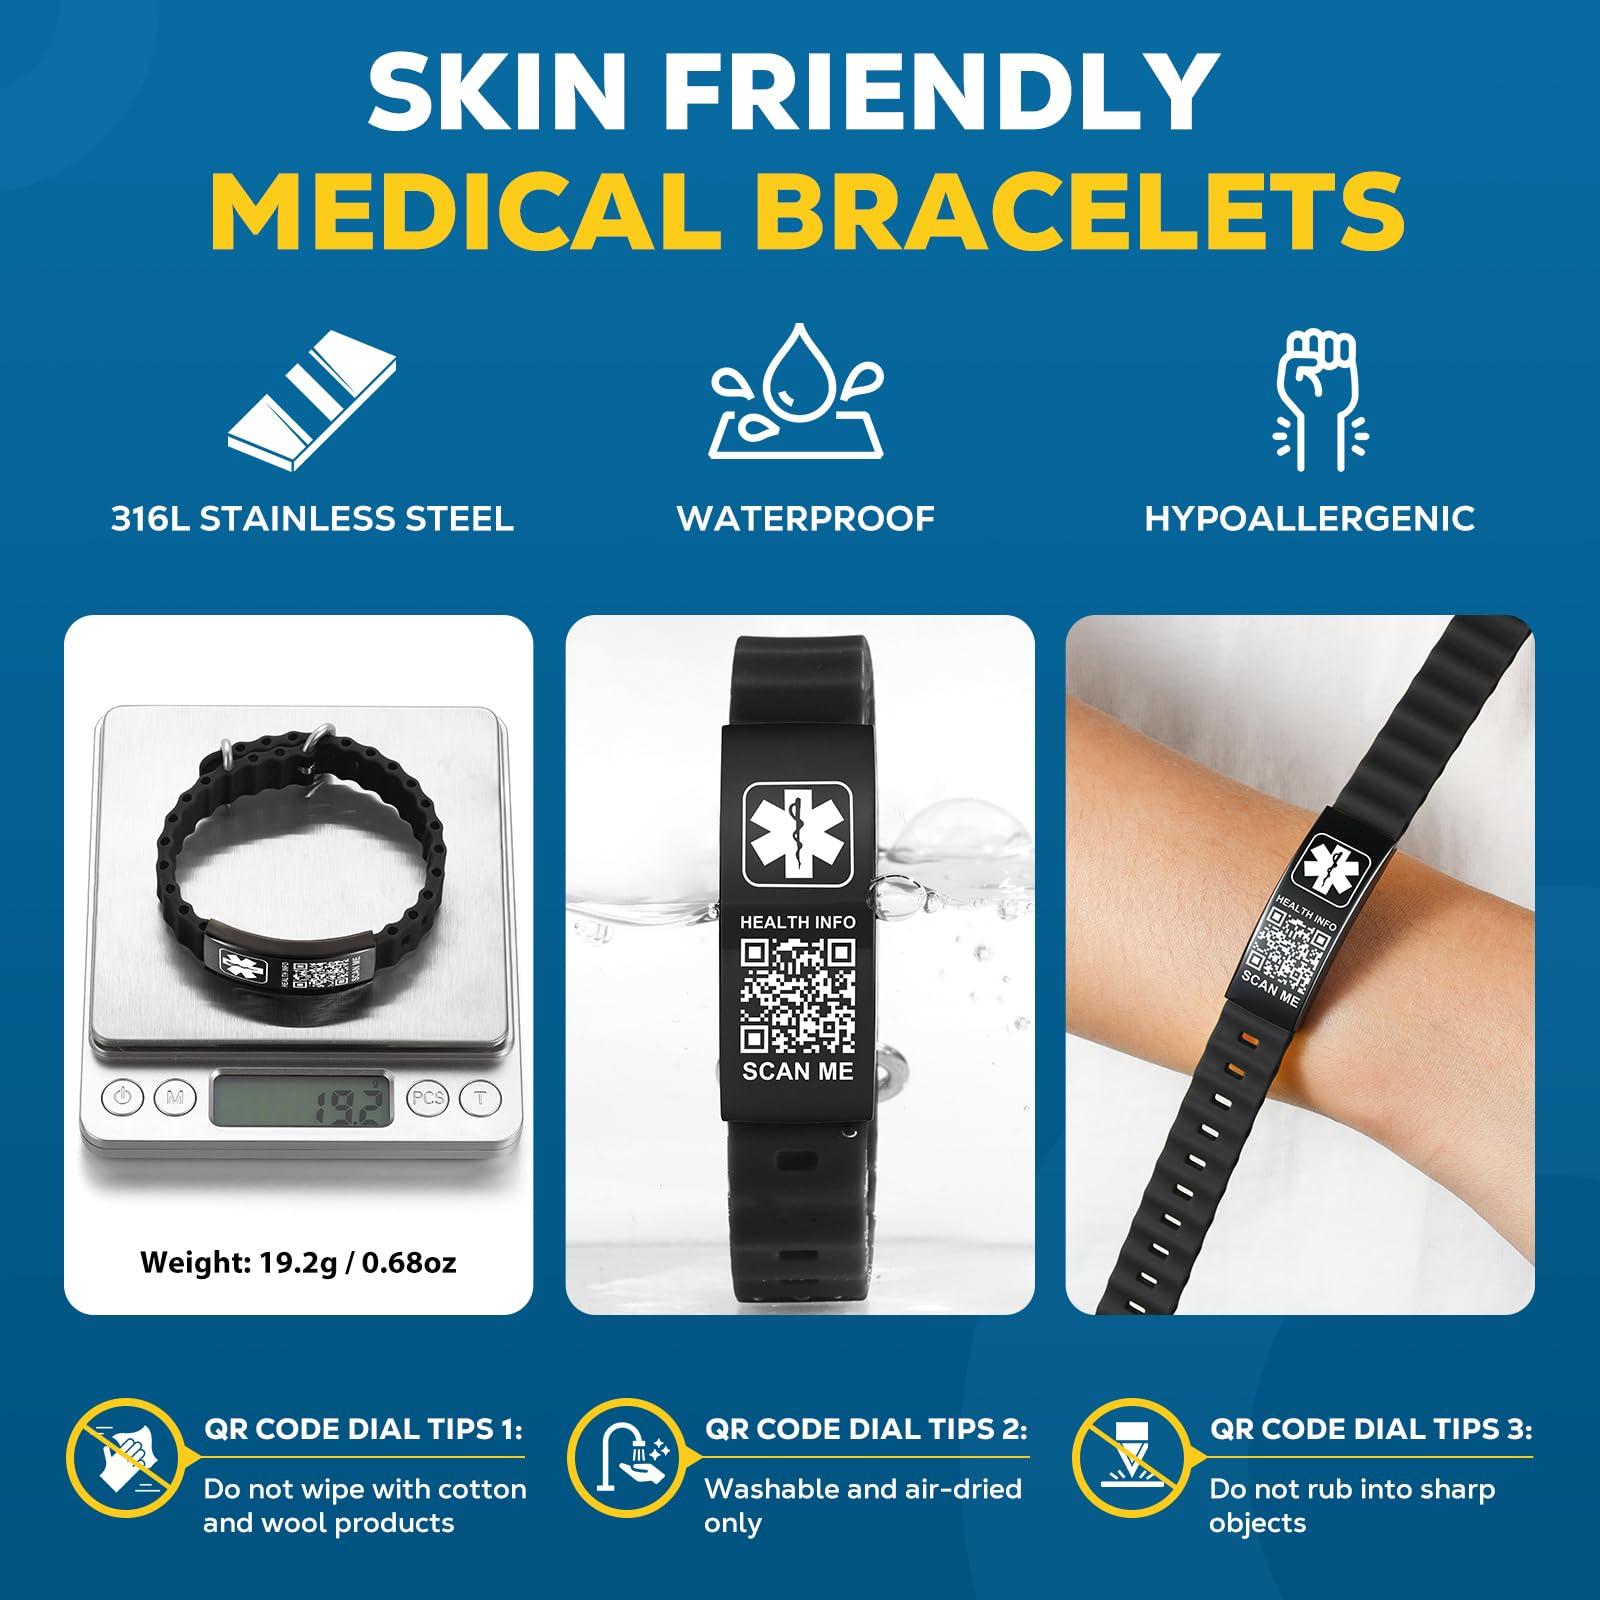 SKIN FRIENDLY
MEDICAL BRACELETS
316L STAINLESS STEEL
WATERPROOF
HYPOALLERGENIC
HEALTH INFO
SCAN ME
M
19.2
g
PCS
T
Weight: 19.2g / 0.68oz
HEALTH INFO
SCAN ME
HEALTH INFO
SCAN ME
QR CODE DIAL TIPS 1:
Do not wipe with cotton
and wool products
QR CODE DIAL TIPS 2:
Washable and air-dried
only
QR CODE DIAL TIPS 3:
Do not rub into sharp
objects